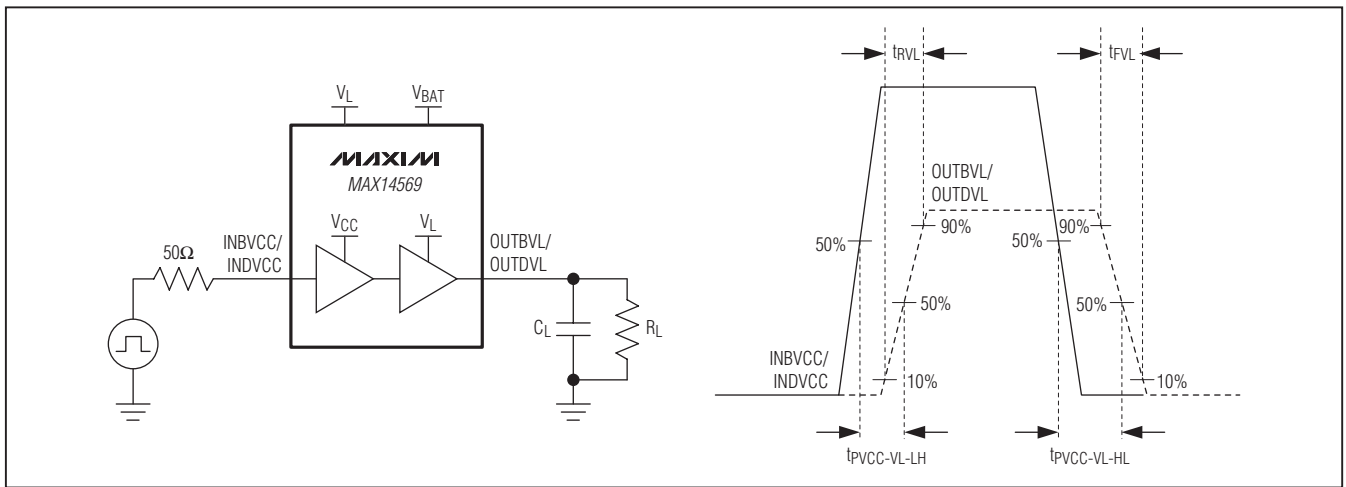 V_L
V_BAT
MAXIM
MAX14569
V_CC
V_L
50Ω
INBVCC/
INDVCC
OUTBVL/
OUTDVL
C_L
R_L
t_RVL
t_FVL
OUTBVL/
OUTDVL
90%
90%
50%
50%
50%
50%
INBVCC/
INDVCC
10%
10%
t_PVCC-VL-LH
t_PVCC-VL-HL